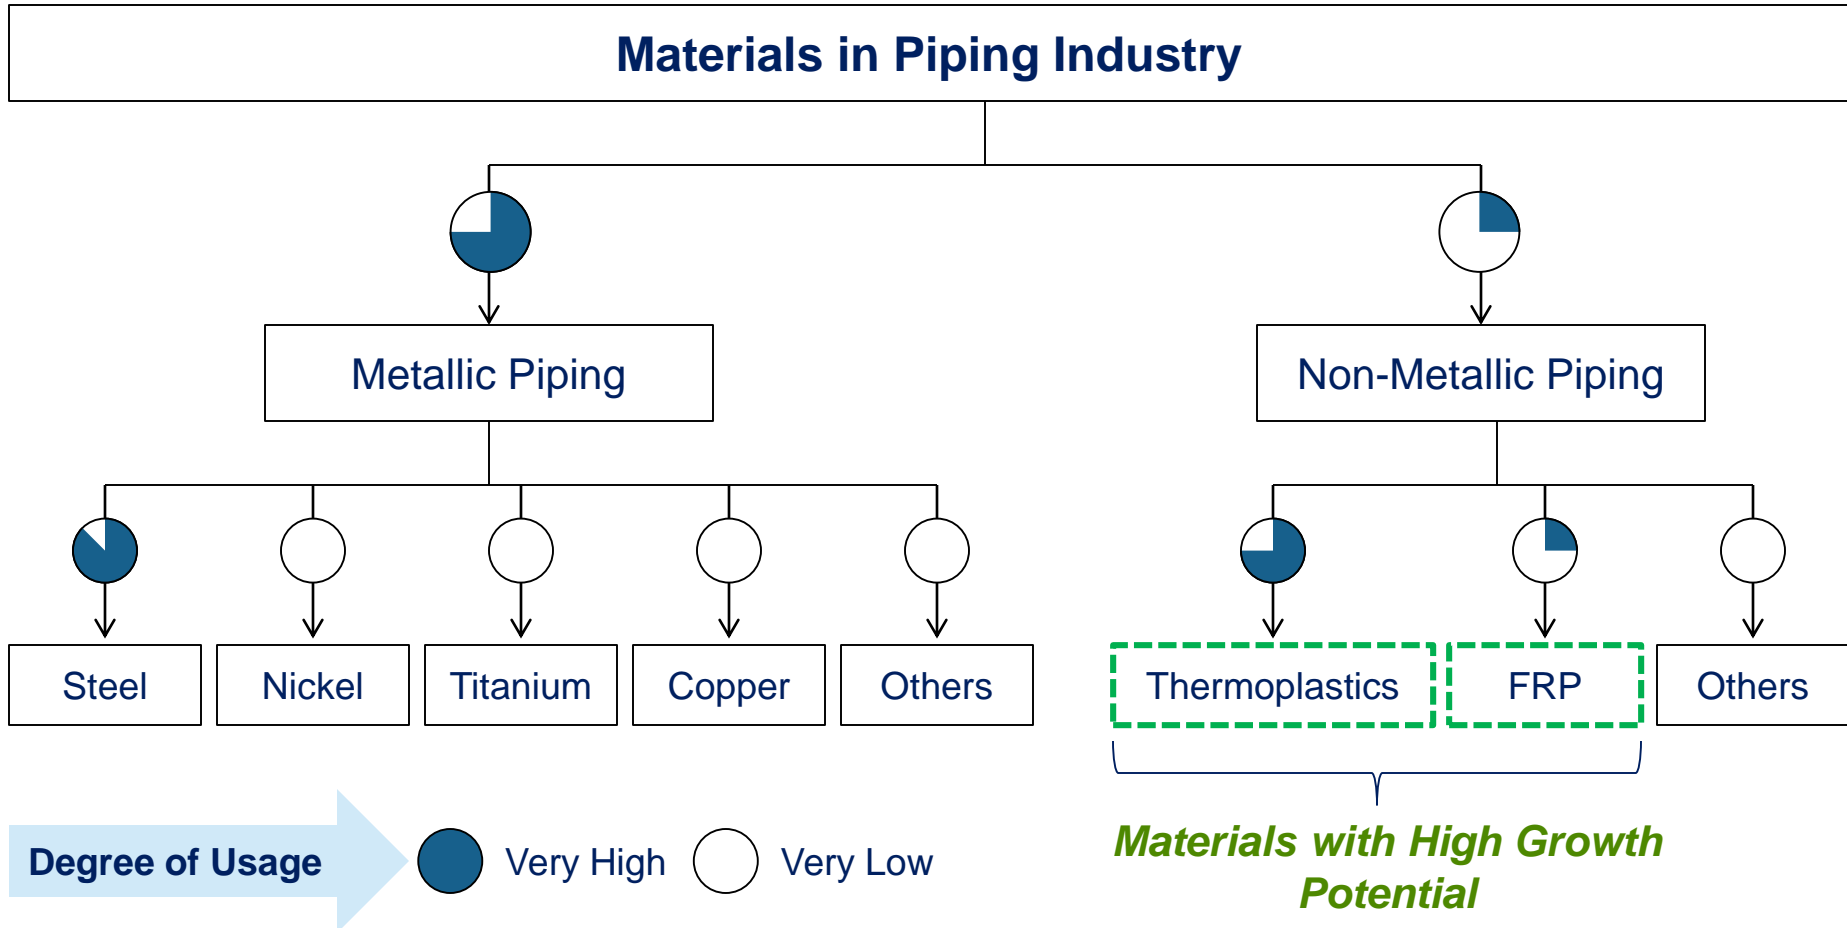 Materials in Piping Industry
Metallic Piping
Non-Metallic Piping
Steel
Nickel
Titanium
Copper
Others
Thermoplastics
FRP
Others
Degree of Usage
Very High
Very Low
Materials with High Growth
Potential